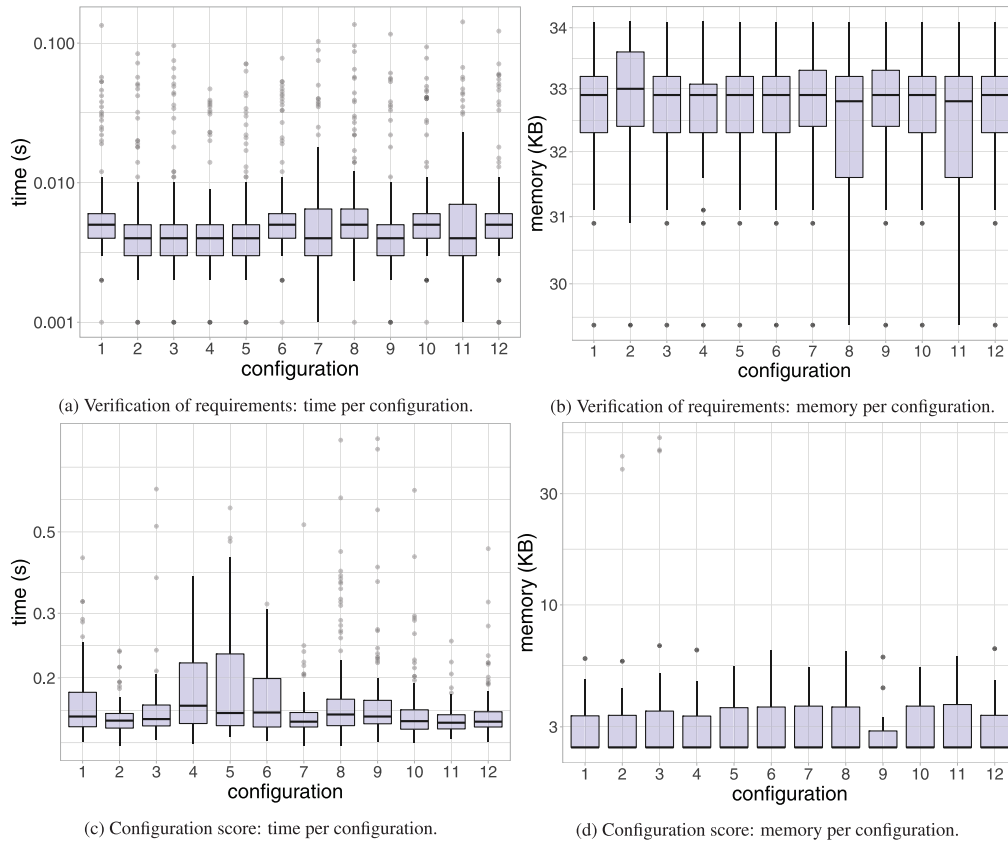 0.100
0.010
0.001
time (s)
1 2 3 4 5 6 7 8 9 10 11 12
configuration
(a) Verification of requirements: time per configuration.
34
33
32
31
30
memory (KB)
1 2 3 4 5 6 7 8 9 10 11 12
configuration
(b) Verification of requirements: memory per configuration.
0.5
0.3
0.2
time (s)
1 2 3 4 5 6 7 8 9 10 11 12
configuration
(c) Configuration score: time per configuration.
30
10
3
memory (KB)
1 2 3 4 5 6 7 8 9 10 11 12
configuration
(d) Configuration score: memory per configuration.